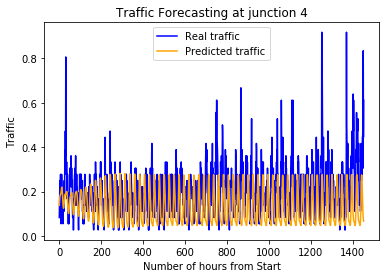 Traffic Forecasting at junction 4
Real traffic
Predicted traffic
Traffic
0.8
0.6
0.4
0.2
0.0
0 200 400 600 800 1000 1200 1400
Number of hours from Start